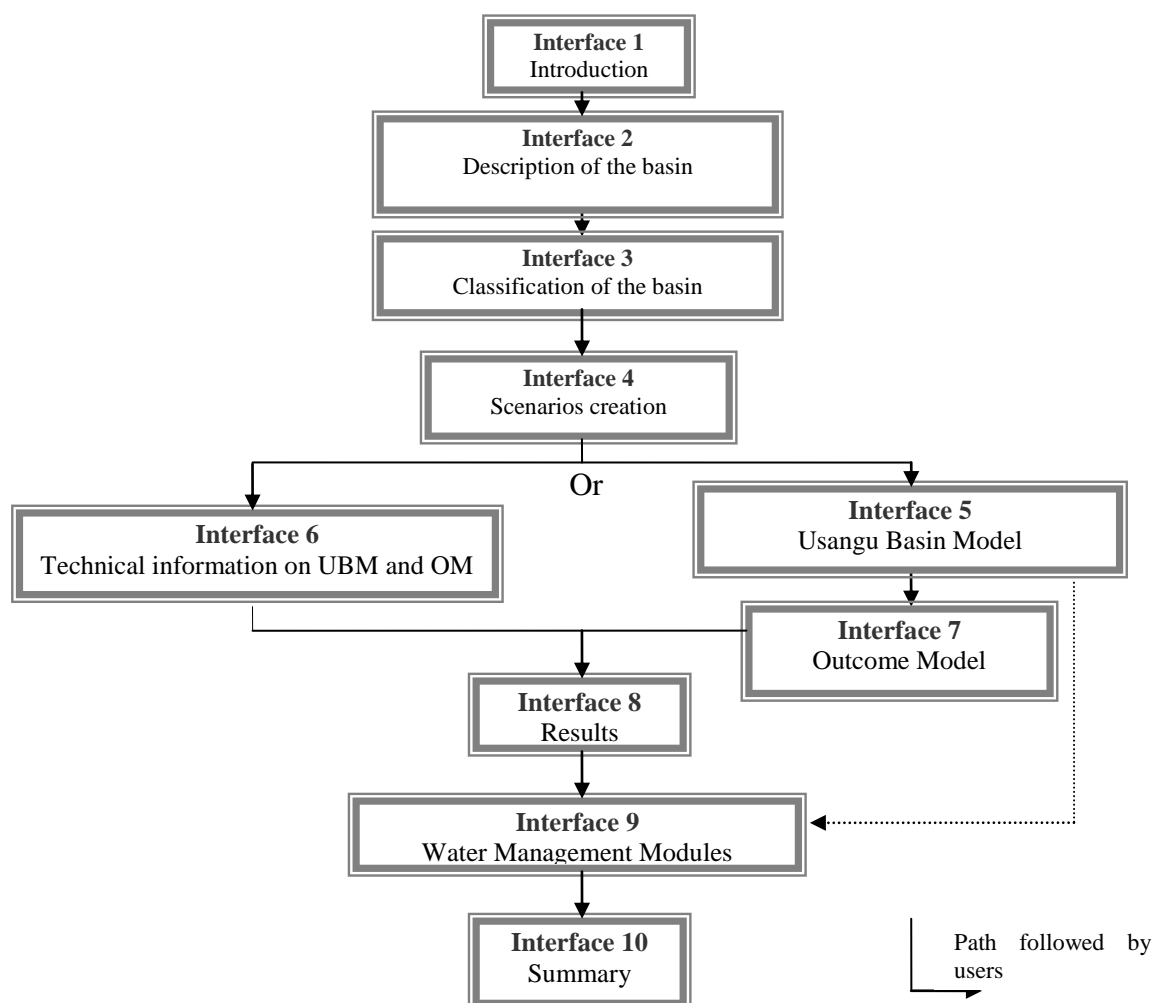 Interface 1
Introduction
Interface 2
Description of the basin
Interface 3
Classification of the basin
Interface 4
Scenarios creation
Or
Interface 6
Technical information on UBM and OM
Interface 5
Usangu Basin Model
Interface 7
Outcome Model
Interface 8
Results
Interface 9
Water Management Modules
Interface 10
Summary
Path followed by
users